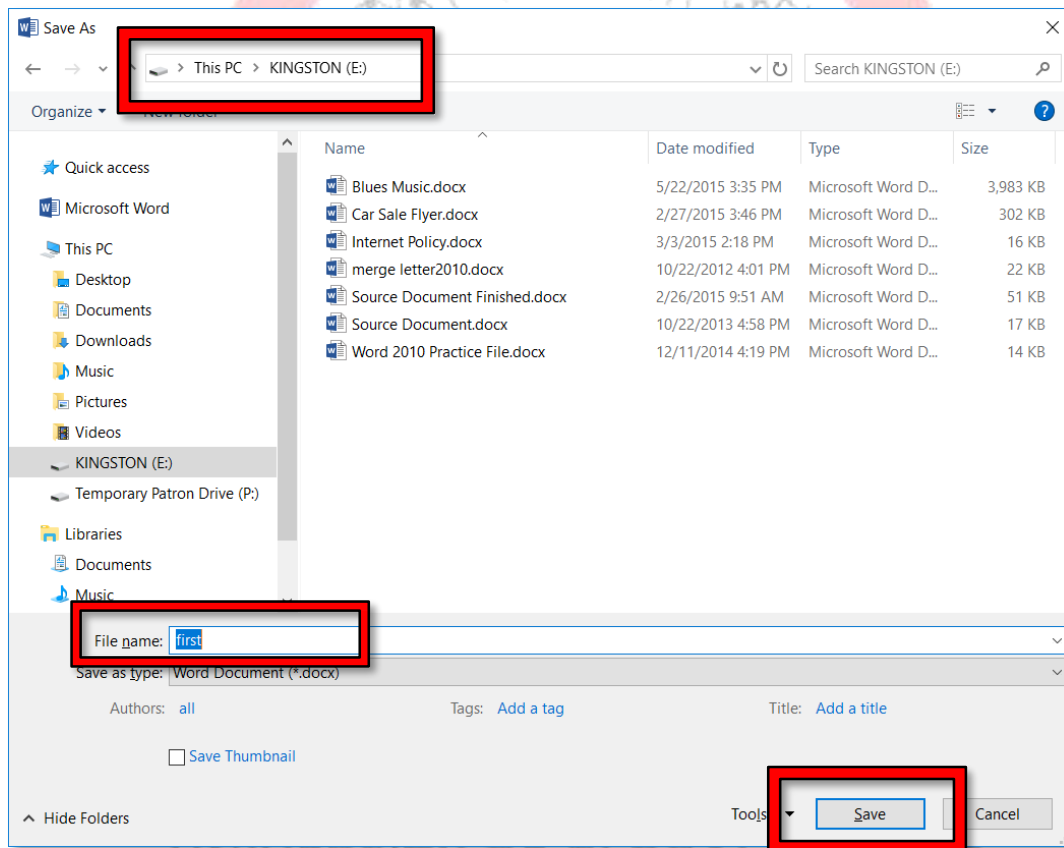 Save As
This PC > KINGSTON (E:)
Search KINGSTON (E:)
Organize
New folder
Name Date modified Type Size
Quick access
Microsoft Word
This PC
Desktop
Documents
Downloads
Music
Pictures
Videos
KINGSTON (E:)
Temporary Patron Drive (P:)
Libraries
Documents
Music
Blues Music.docx 5/22/2015 3:35 PM Microsoft Word D... 3,983 KB
Car Sale Flyer.docx 2/27/2015 3:46 PM Microsoft Word D... 302 KB
Internet Policy.docx 3/3/2015 2:18 PM Microsoft Word D... 16 KB
merge letter2010.docx 10/22/2012 4:01 PM Microsoft Word D... 22 KB
Source Document Finished.docx 2/26/2015 9:51 AM Microsoft Word D... 51 KB
Source Document.docx 10/22/2013 4:58 PM Microsoft Word D... 17 KB
Word 2010 Practice File.docx 12/11/2014 4:19 PM Microsoft Word D... 14 KB
File name: first
Save as type: Word Document (*.docx)
Authors: all Tags: Add a tag Title: Add a title
Save Thumbnail
Hide Folders Tools Save Cancel